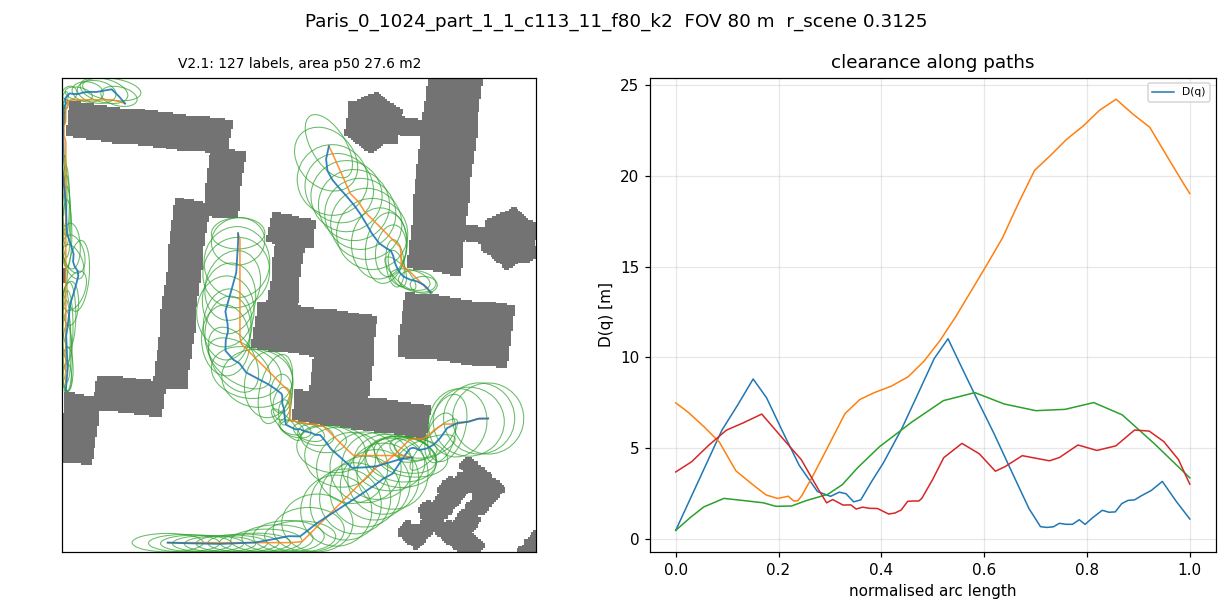 Paris_0_1024_part_1_1_c113_11_f80_k2 FOV 80 m r_scene 0.3125
V2.1: 127 labels, area p50 27.6 m2
clearance along paths
D(q)
25
20
15
10
5
0
D(q) [m]
0.0 0.2 0.4 0.6 0.8 1.0
normalised arc length